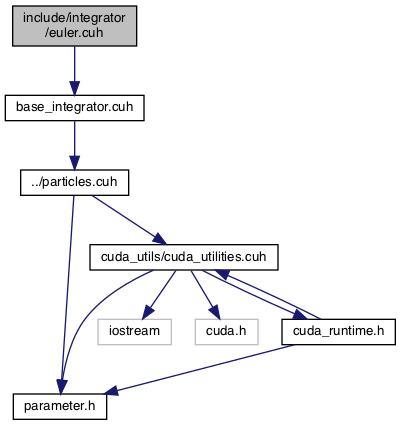 include/integrator
/euler.cuh
base_integrator.cuh
../particles.cuh
cuda_utils/cuda_utilities.cuh
iostream
cuda.h
cuda_runtime.h
parameter.h